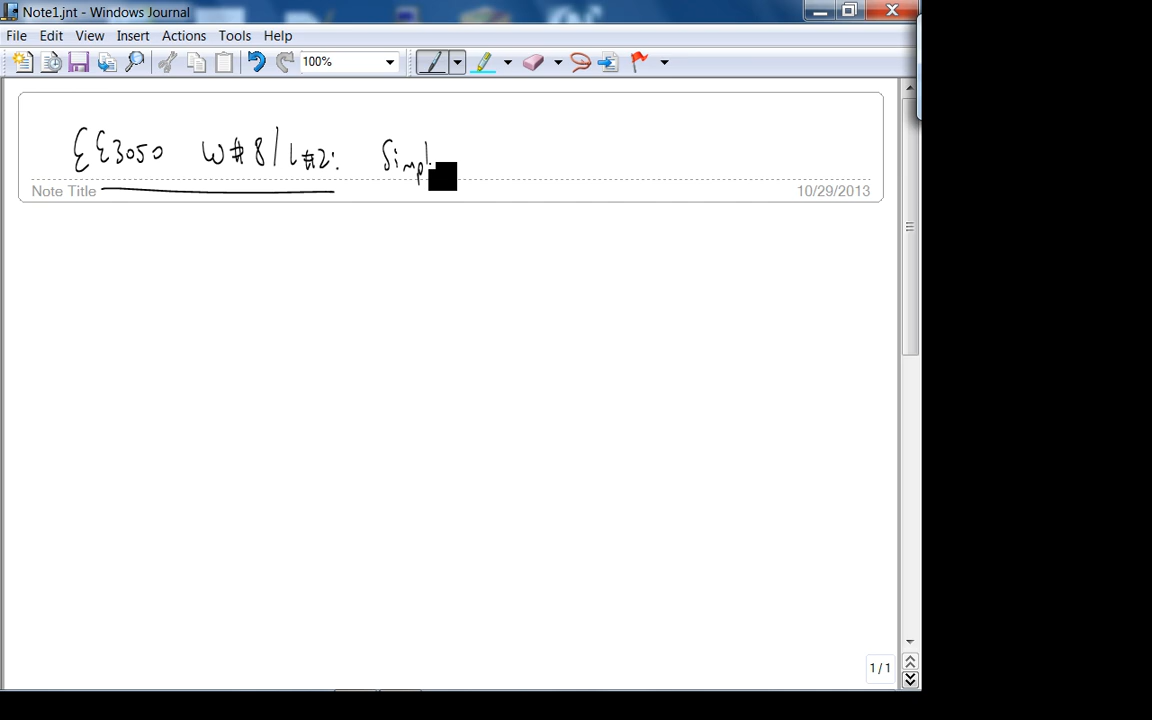 Note1.jnt - Windows Journal
File Edit View Insert Actions Tools Help
100%
EE3050 W#8/L#2: Simpl
Note Title
10/29/2013
1 / 1